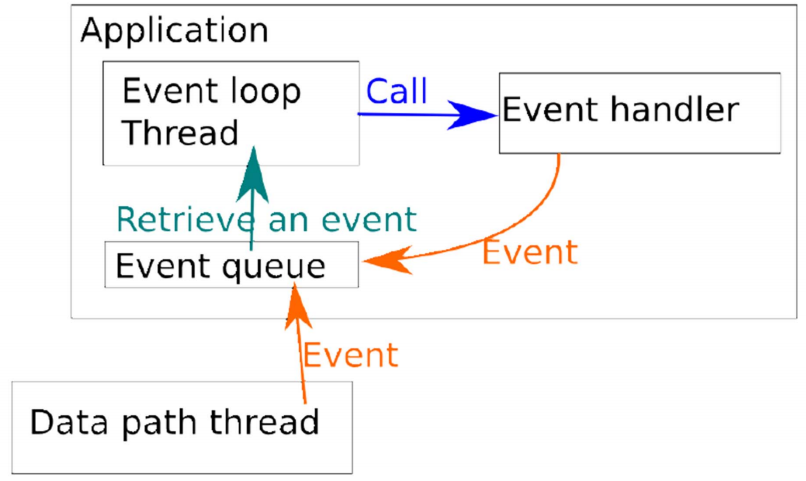 Application
Event loop
Thread
Call
Event handler
Retrieve an event
Event queue
Event
Event
Data path thread